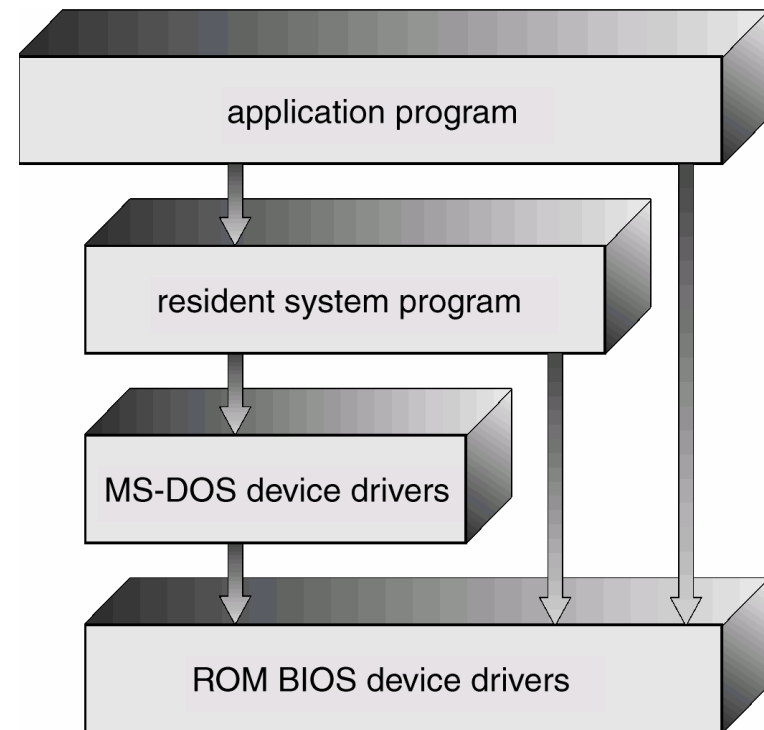 application program
resident system program
MS-DOS device drivers
ROM BIOS device drivers